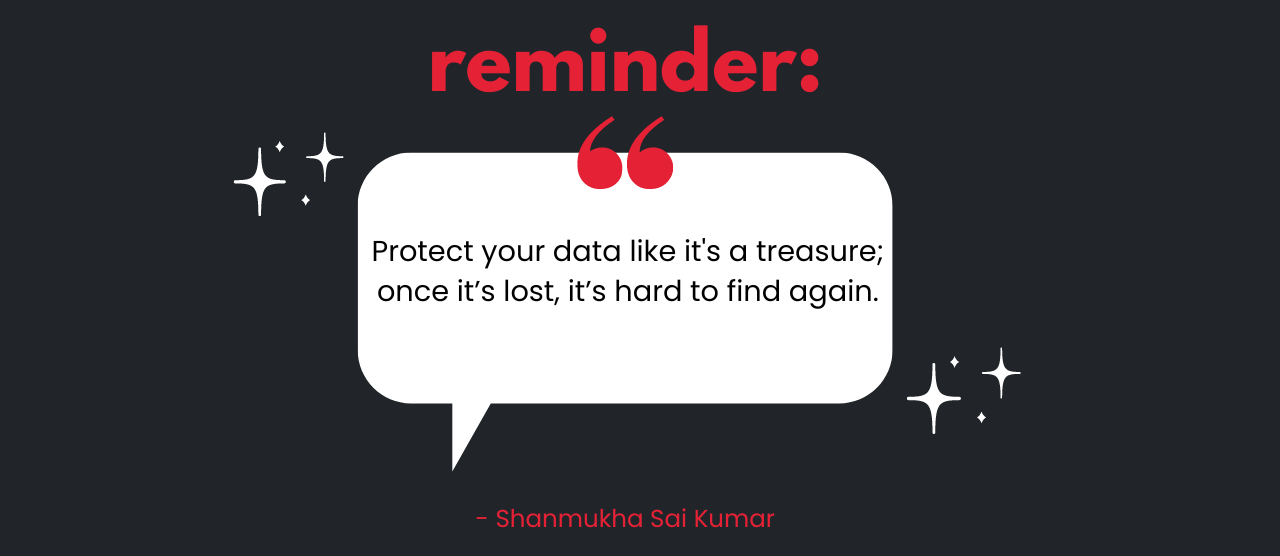 reminder:
“
Protect your data like it's a treasure;
once it’s lost, it’s hard to find again.
- Shanmukha Sai Kumar